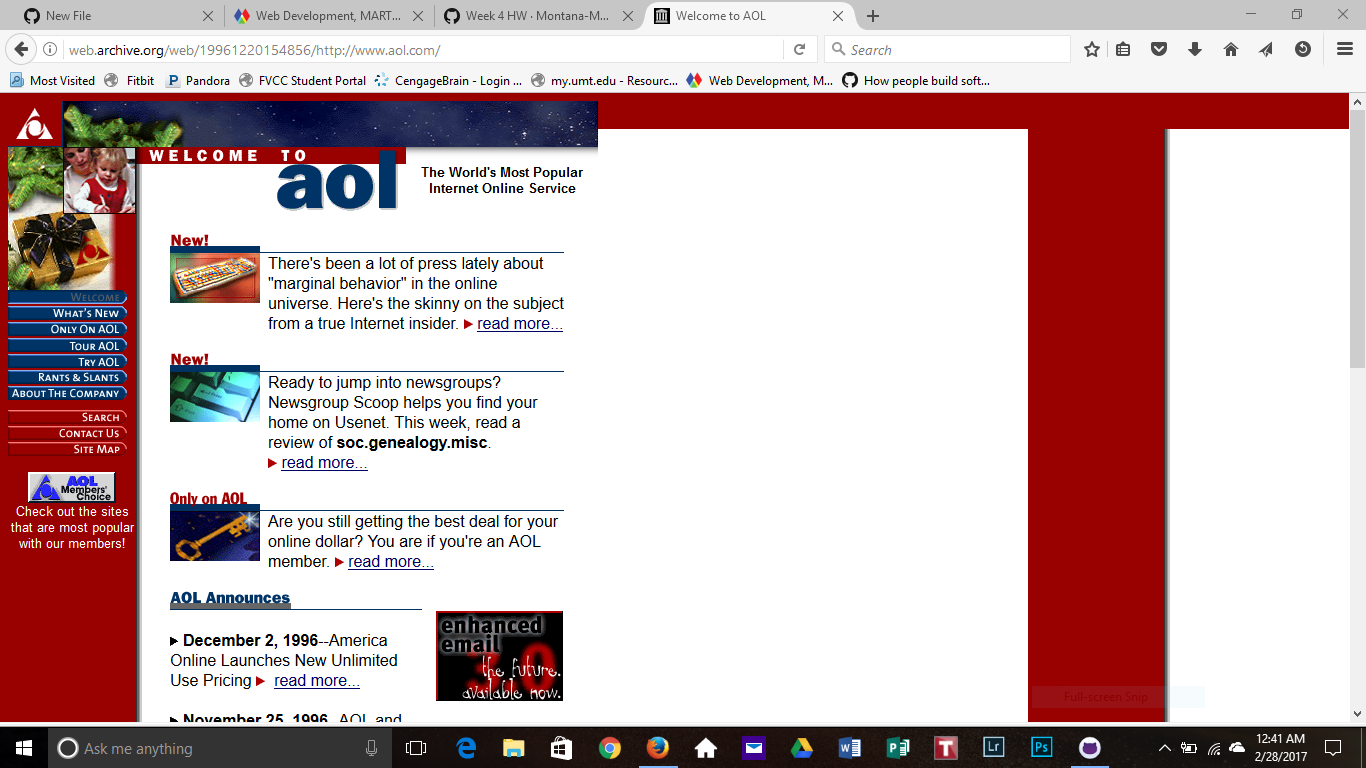 New File
Web Development, MART...
Week 4 HW · Montana-M...
Welcome to AOL
web.archive.org/web/19961220154856/http://www.aol.com/
Search
Most Visited
Fitbit
Pandora
FVCC Student Portal
CengageBrain - Login ...
my.umt.edu - Resourc...
Web Development, M...
How people build soft...
WELCOME TO
aol
The World's Most Popular
Internet Online Service
New!
There's been a lot of press lately about
"marginal behavior" in the online
universe. Here's the skinny on the subject
from a true Internet insider. read more...
New!
Ready to jump into newsgroups?
Newsgroup Scoop helps you find your
home on Usenet. This week, read a
review of soc.genealogy.misc.
read more...
Only on AOL
Are you still getting the best deal for your
online dollar? You are if you're an AOL
member. read more...
AOL Announces
December 2, 1996--America
Online Launches New Unlimited
Use Pricing read more...
November 25, 1996--AOL and
enhanced
email
3.0
the future.
available now.
WELCOME
WHAT'S NEW
ONLY ON AOL
TOUR AOL
TRY AOL
RANTS & SLANTS
ABOUT THE COMPANY
SEARCH
CONTACT US
SITE MAP
AOL
Members'
Choice
Check out the sites
that are most popular
with our members!
Full-screen Snip
Ask me anything
12:41 AM
2/28/2017